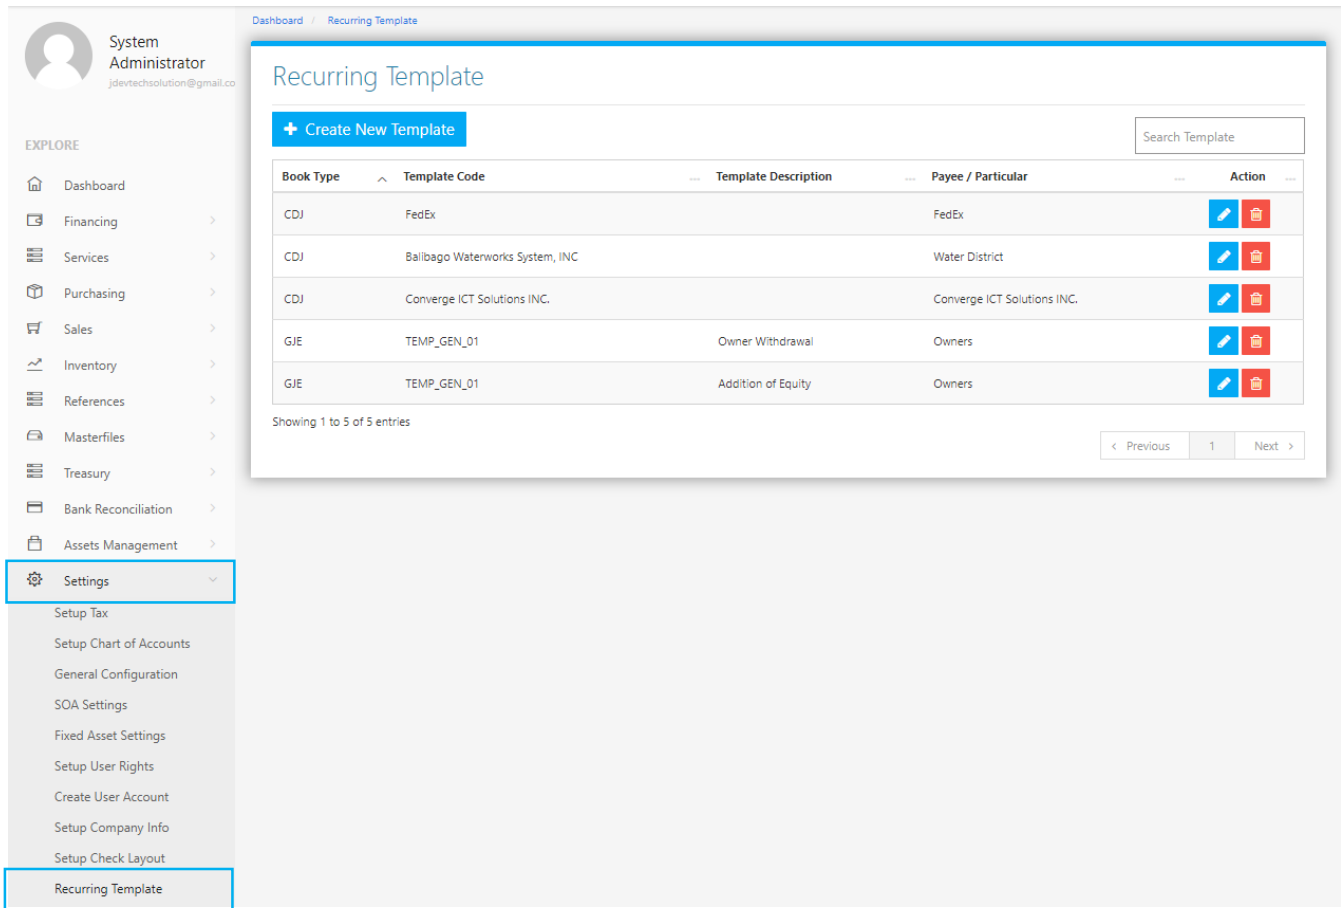 Dashboard / Recurring Template
System
Administrator
jdevtechsolution@gmail.co
EXPLORE
Dashboard
Financing
Services
Purchasing
Sales
Inventory
References
Masterfiles
Treasury
Bank Reconciliation
Assets Management
Settings
Setup Tax
Setup Chart of Accounts
General Configuration
SOA Settings
Fixed Asset Settings
Setup User Rights
Create User Account
Setup Company Info
Setup Check Layout
Recurring Template
Recurring Template
Create New Template
Search Template
Book Type Template Code Template Description Payee / Particular Action
CDJ FedEx FedEx
CDJ Balibago Waterworks System, INC Water District
CDJ Converge ICT Solutions INC. Converge ICT Solutions INC.
GJE TEMP_GEN_01 Owner Withdrawal Owners
GJE TEMP_GEN_01 Addition of Equity Owners
Showing 1 to 5 of 5 entries
< Previous 1 Next >